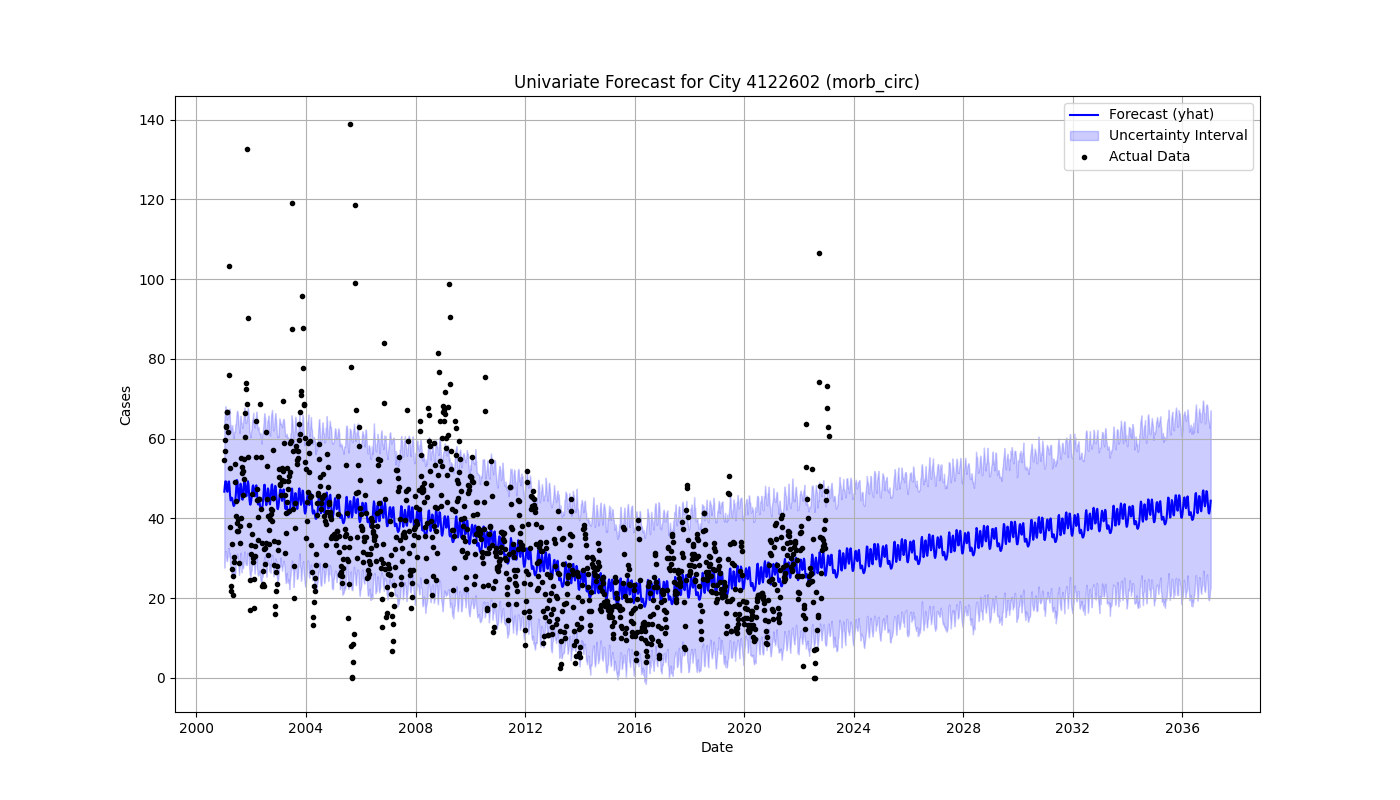 Univariate Forecast for City 4122602 (morb_circ)
Forecast (yhat)
Uncertainty Interval
Actual Data
140
120
100
80
60
40
20
0
Cases
2000 2004 2008 2012 2016 2020 2024 2028 2032 2036
Date